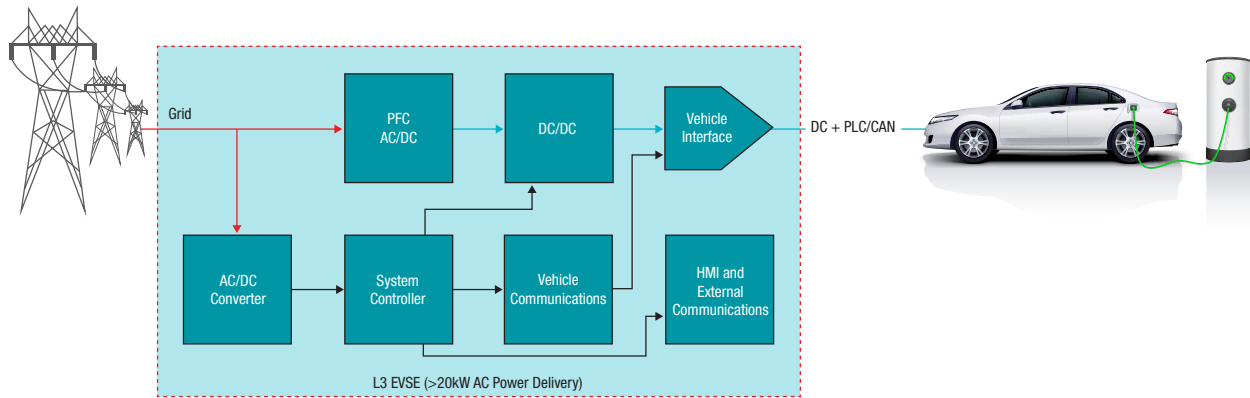 Grid
PFC
AC/DC
DC/DC
Vehicle
Interface
DC + PLC/CAN
AC/DC
Converter
System
Controller
Vehicle
Communications
HMI and
External
Communications
L3 EVSE (>20kW AC Power Delivery)